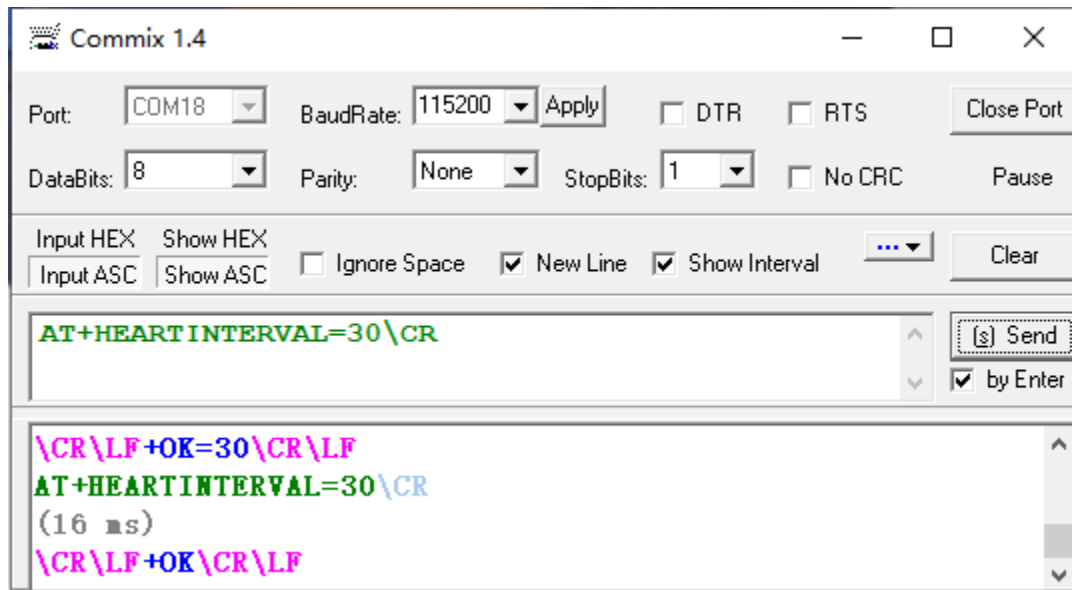 Commix 1.4
Port: COM18 BaudRate: 115200 Apply DTR RTS Close Port
DataBits: 8 Parity: None StopBits: 1 No CRC Pause
Input HEX Show HEX
Input ASC Show ASC Ignore Space New Line Show Interval ... Clear
AT+HEARTINTERVAL=30\CR
(s) Send
by Enter
\CR\LF+OK=30\CR\LF
AT+HEARTINTERVAL=30\CR
(16 ms)
\CR\LF+OK\CR\LF